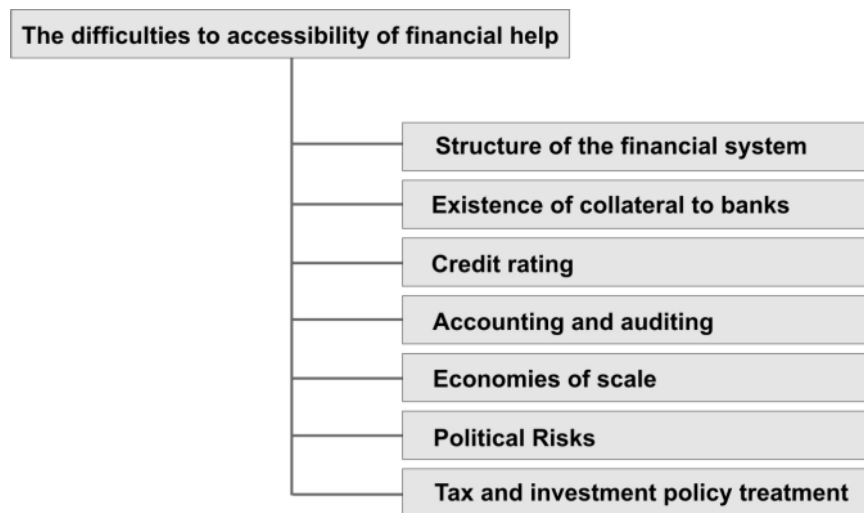 The difficulties to accessibility of financial help
Structure of the financial system
Existence of collateral to banks
Credit rating
Accounting and auditing
Economies of scale
Political Risks
Tax and investment policy treatment